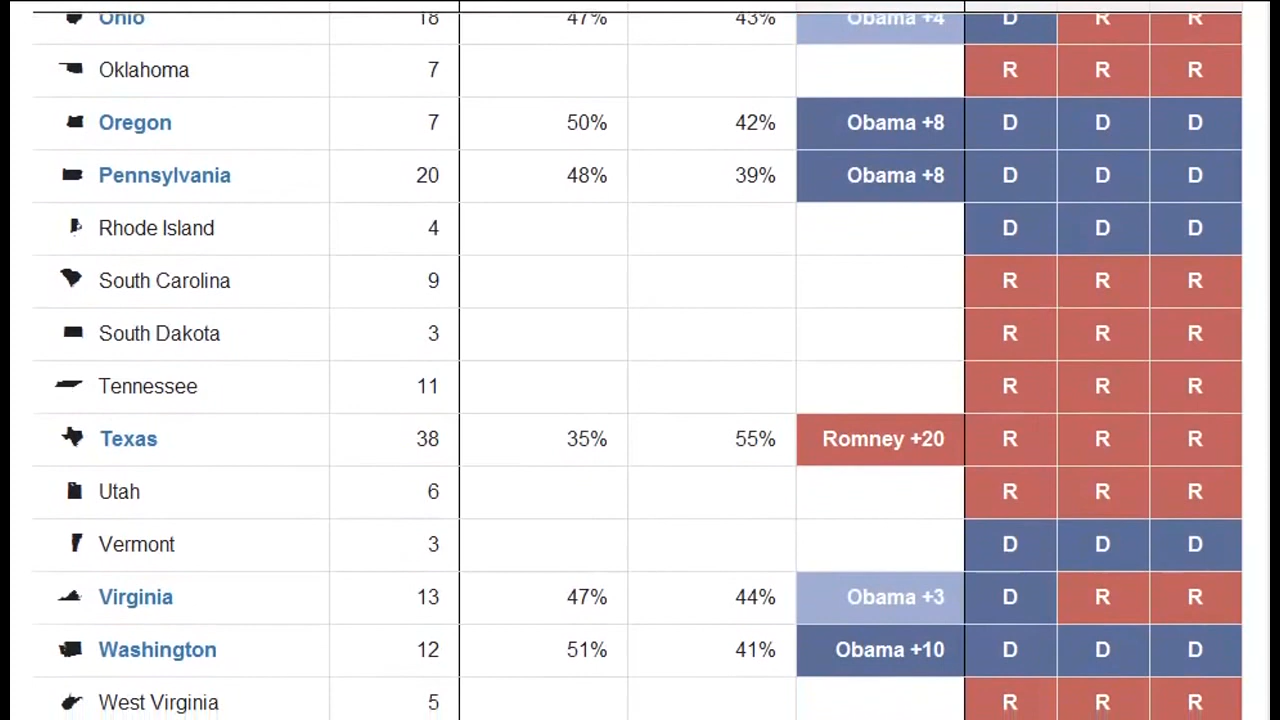 Ohio 18 47% 43% Obama +4 D R R
Oklahoma 7 R R R
Oregon 7 50% 42% Obama +8 D D D
Pennsylvania 20 48% 39% Obama +8 D D D
Rhode Island 4 D D D
South Carolina 9 R R R
South Dakota 3 R R R
Tennessee 11 R R R
Texas 38 35% 55% Romney +20 R R R
Utah 6 R R R
Vermont 3 D D D
Virginia 13 47% 44% Obama +3 D R R
Washington 12 51% 41% Obama +10 D D D
West Virginia 5 R R R